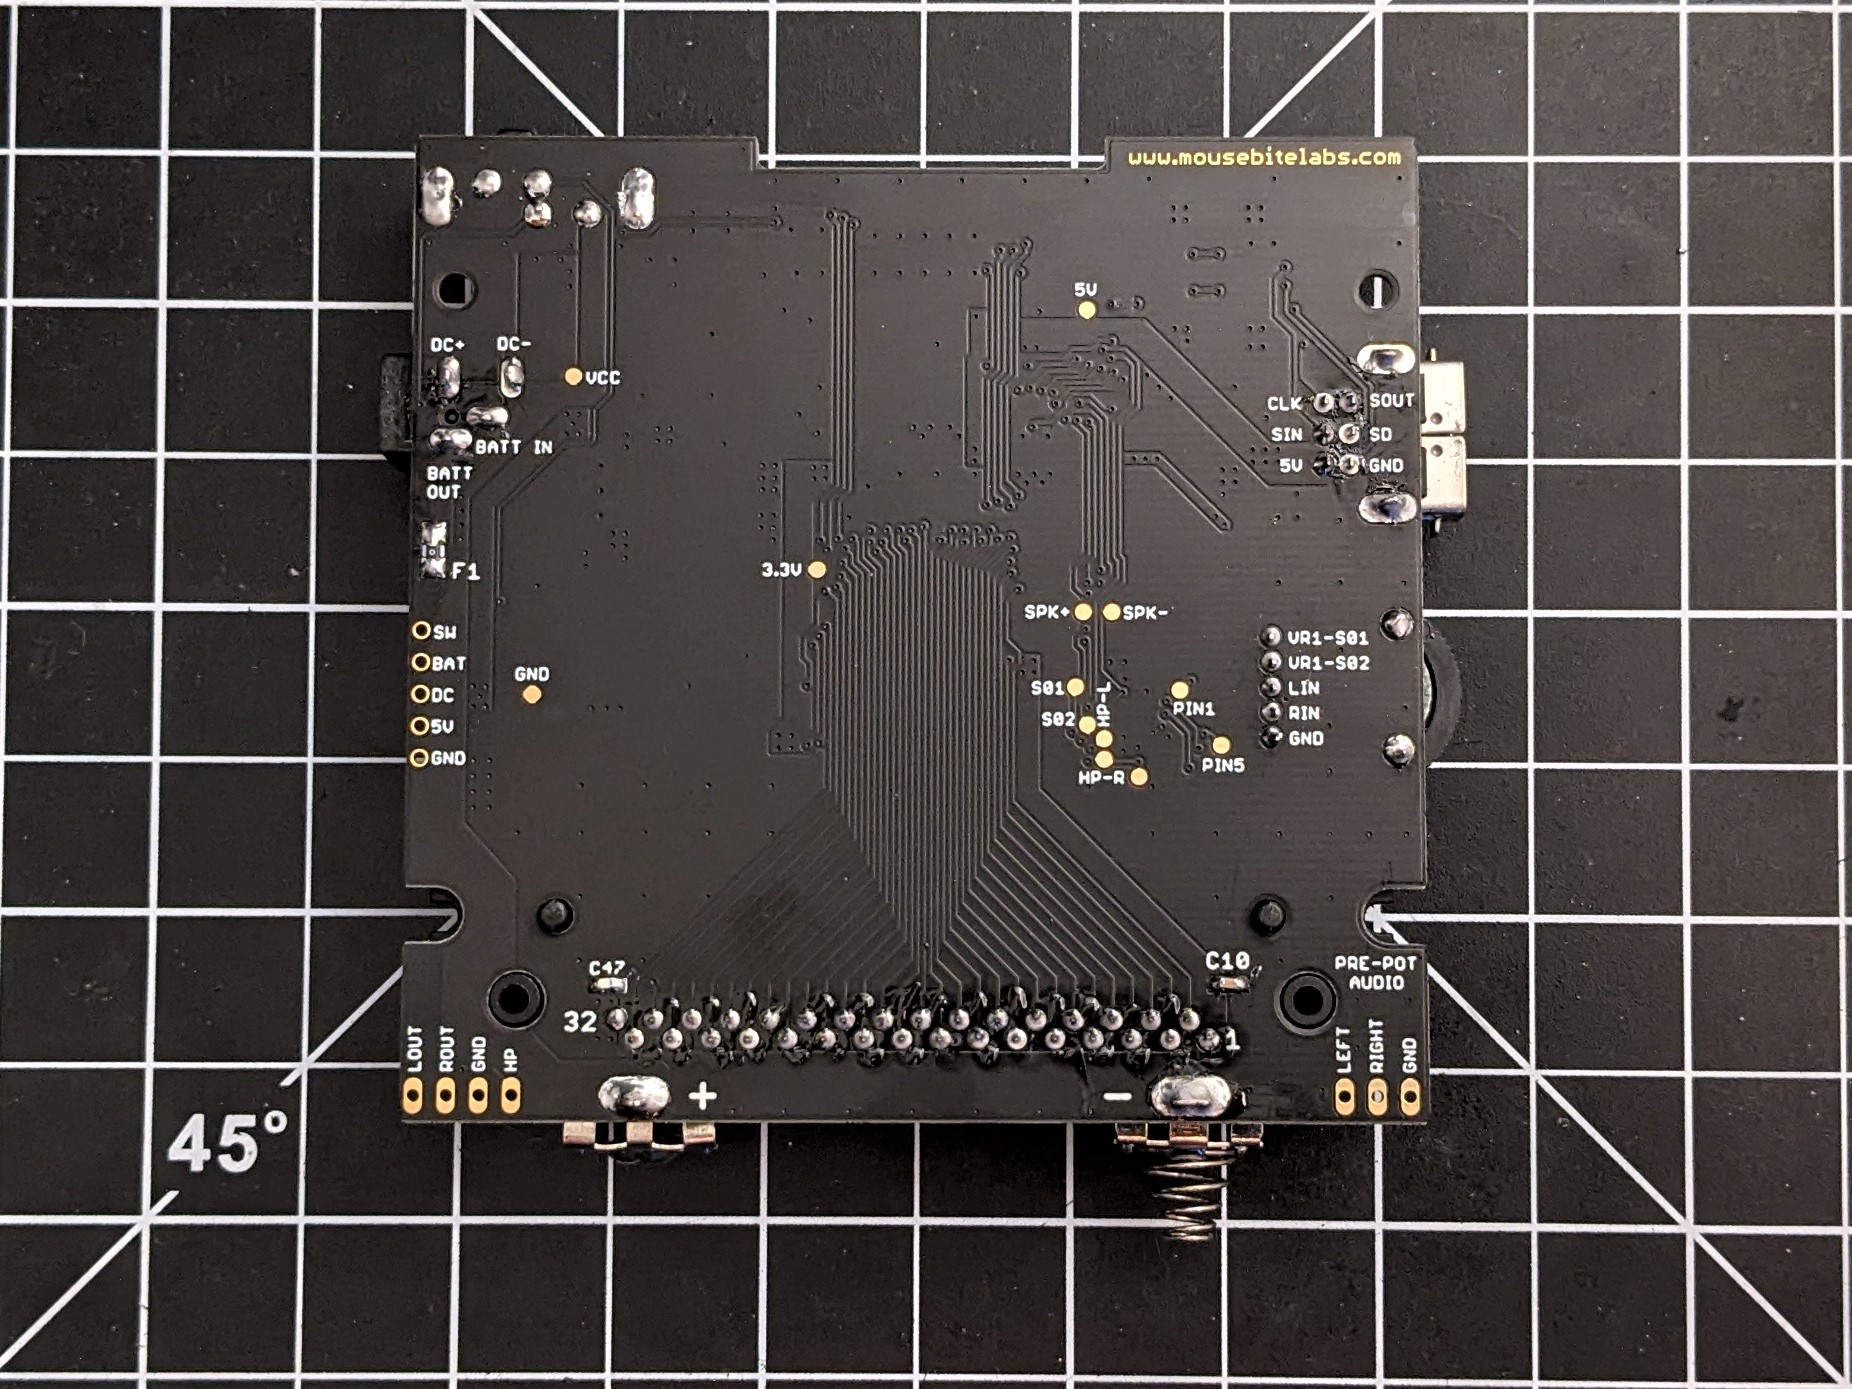 www.mousebitelabs.com
5V
DC+
DC-
VCC
CLK
SOUT
BATT IN
SIN
SD
5V
GND
BATT
OUT
F1
3.3V
SPK+
SPK-
SW
BAT
DC
5V
GND
GND
S01
S02
HP-L
HP-R
PIN1
PIN5
VR1-S01
VR1-S02
LIN
RIN
GND
C47
C10
PRE-POT
AUDIO
32
1
LOUT
ROUT
GND
HP
+
-
LEFT
RIGHT
GND
45°